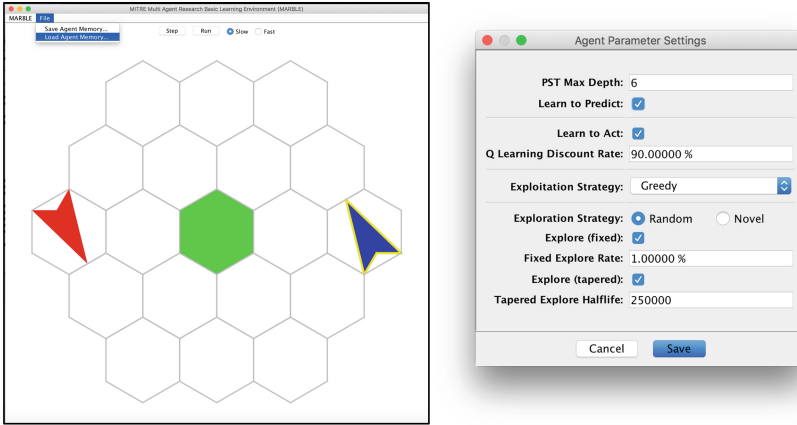 MITRE Multi Agent Research Basic Learning Environment (MARBLE)
MARBLE File
Save Agent Memory...
Load Agent Memory...
Step Run Slow Fast
Agent Parameter Settings
PST Max Depth: 6
Learn to Predict:
Learn to Act:
Q Learning Discount Rate: 90.00000 %
Exploitation Strategy: Greedy
Exploration Strategy: Random Novel
Explore (fixed):
Fixed Explore Rate: 1.00000 %
Explore (tapered):
Tapered Explore Halflife: 250000
Cancel Save